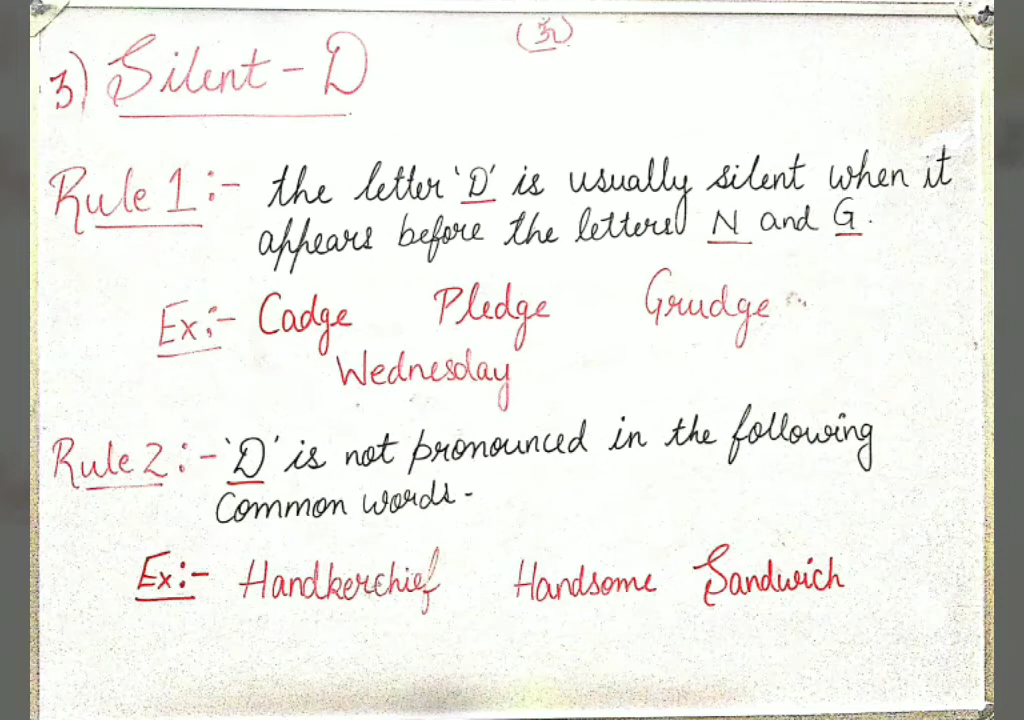 3) Silent - D
Rule 1:- the letter 'D' is usually silent when it
appears before the letters N and G.
Ex:- Cadge Pledge Grudge
Wednesday
Rule 2:- 'D' is not pronounced in the following
Common words -
Ex:- Handkerchief Handsome Sandwich